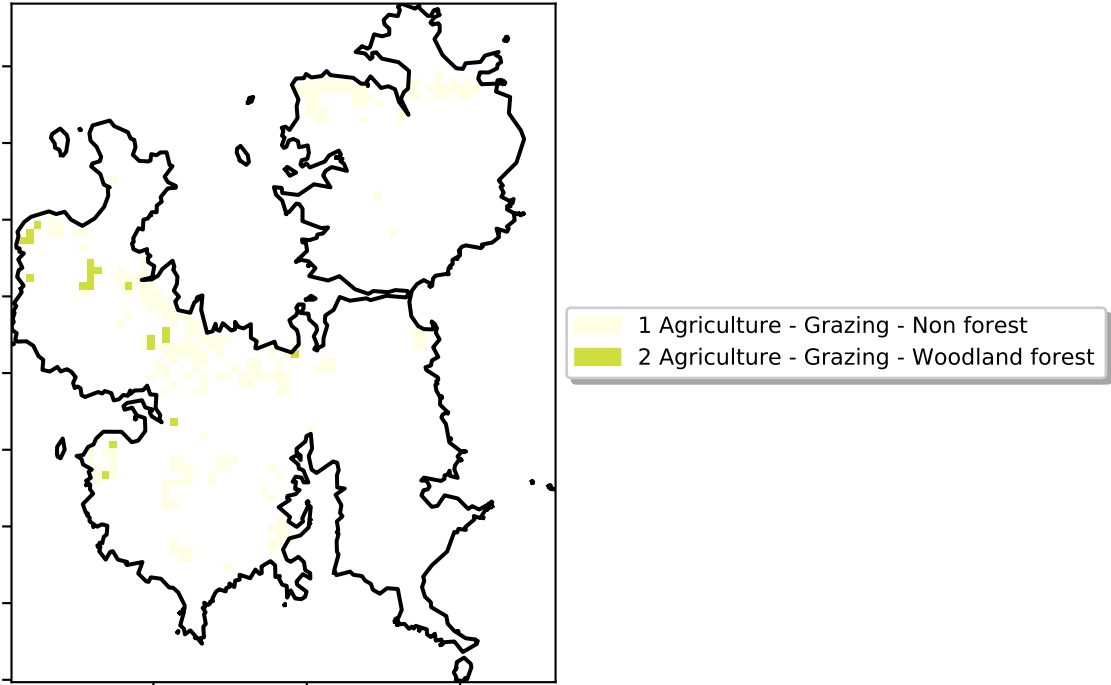 1 Agriculture - Grazing - Non forest
2 Agriculture - Grazing - Woodland forest